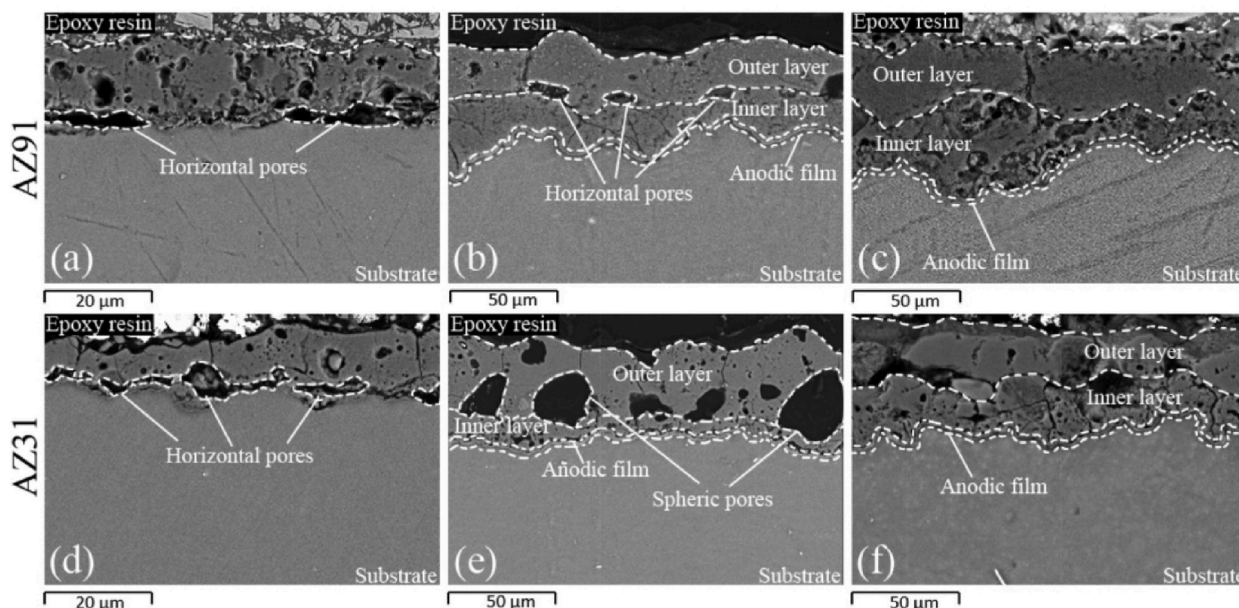 AZ91
Epoxy resin
Horizontal pores
(a)
Substrate
20 μm
Epoxy resin
Outer layer
Inner layer
Anodic film
Horizontal pores
(b)
Substrate
50 μm
Epoxy resin
Outer layer
Inner layer
Anodic film
(c)
Substrate
50 μm
AZ31
Epoxy resin
Horizontal pores
(d)
Substrate
20 μm
Epoxy resin
Outer layer
Inner layer
Anodic film
Spheric pores
(e)
Substrate
50 μm
Epoxy resin
Outer layer
Inner layer
Anodic film
(f)
Substrate
50 μm